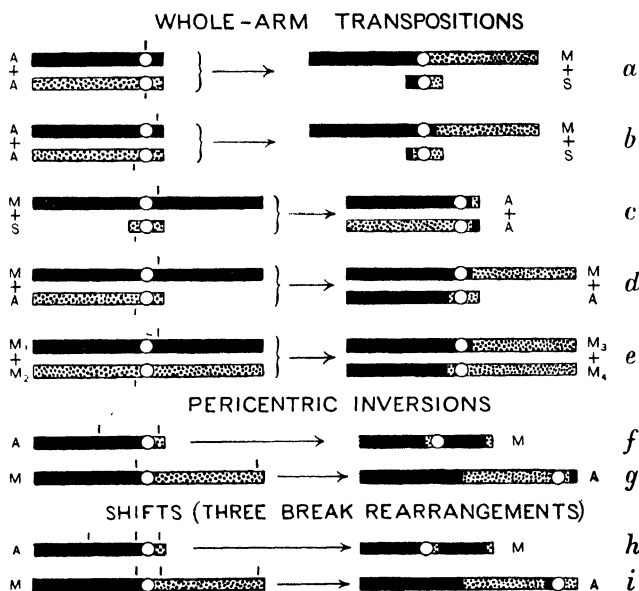 WHOLE-ARM TRANSPOSITIONS
A + A M + S a
A + A M + S b
M + S A + A c
M + A M + A d
M₁ + M₂ M₃ + M₄ e
PERICENTRIC INVERSIONS
A M f
M A g
SHIFTS (THREE BREAK REARRANGEMENTS)
A M h
M A i